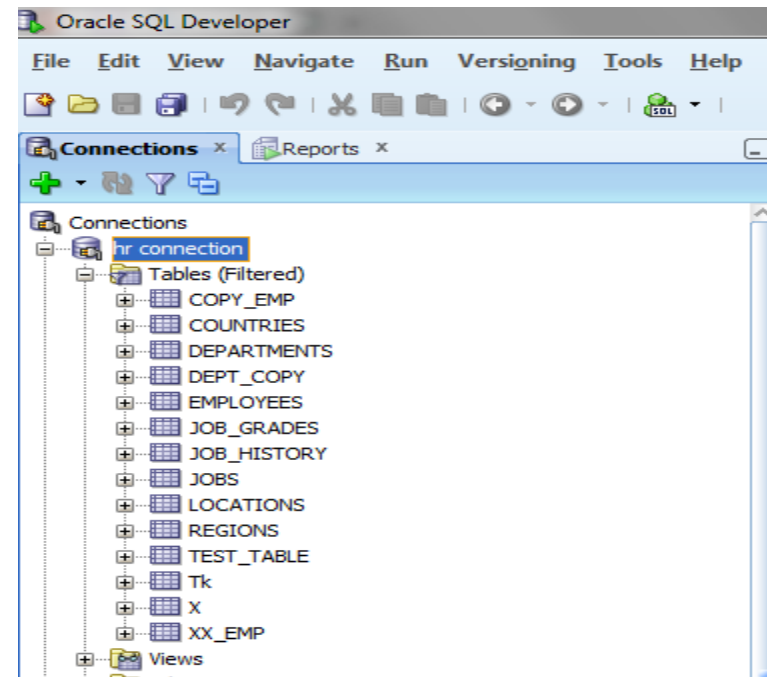 Oracle SQL Developer
File Edit View Navigate Run Versioning Tools Help
SQL
Connections x Reports x
Connections
hr connection
Tables (Filtered)
COPY_EMP
COUNTRIES
DEPARTMENTS
DEPT_COPY
EMPLOYEES
JOB_GRADES
JOB_HISTORY
JOBS
LOCATIONS
REGIONS
TEST_TABLE
Tk
X
XX_EMP
Views